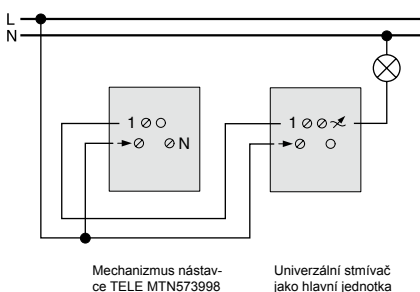 L
N
1
N
1
Mechanizmus nástav-
ce TELE MTN573998
Univerzální stmívač
jako hlavní jednotka